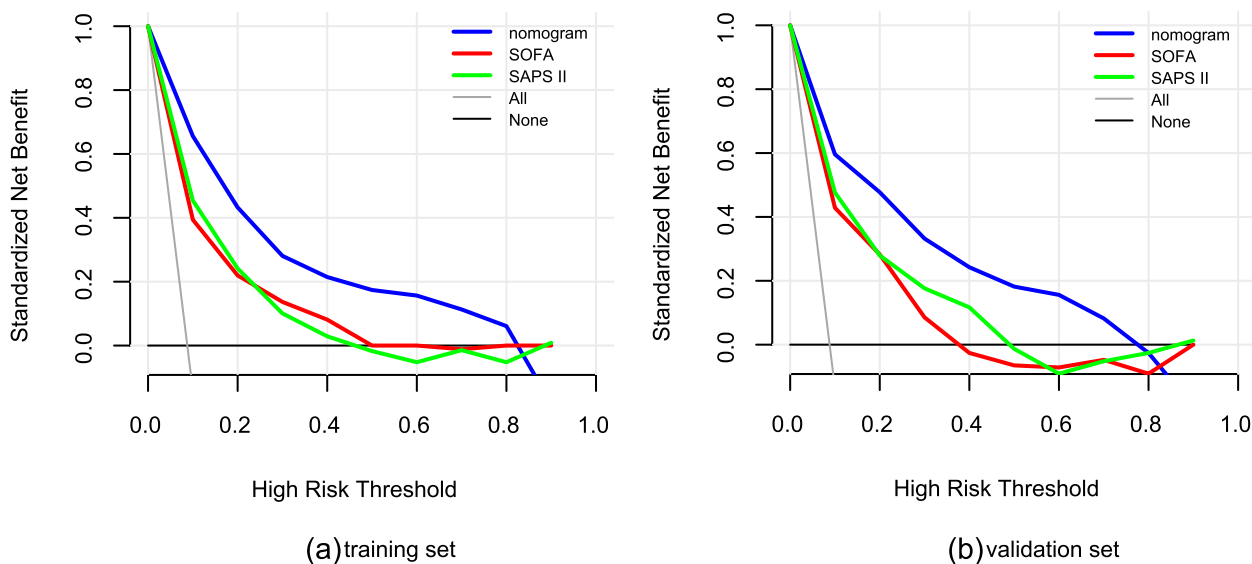 Standardized Net Benefit
1.0
0.8
0.6
0.4
0.2
0.0
nomogram
SOFA
SAPS II
All
None
0.0 0.2 0.4 0.6 0.8 1.0
High Risk Threshold
(a) training set
Standardized Net Benefit
1.0
0.8
0.6
0.4
0.2
0.0
nomogram
SOFA
SAPS II
All
None
0.0 0.2 0.4 0.6 0.8 1.0
High Risk Threshold
(b) validation set